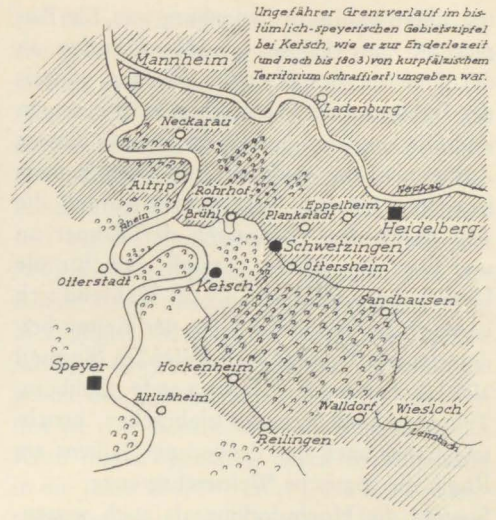 Ungefährer Grenzverlauf im bis-
tümlich-speyerischen Gebietszipfel
bei Ketsch, wie er zur Enderlezeit
(und noch bis 1803) von kurpfälzischem
Territorium (schraffiert) umgeben war.
Mannheim
Ladenburg
Neckarau
Neckar
Altrip
Rohrhof
Eppelheim
Rhein
Brühl
Plankstadt
Heidelberg
Schwetzingen
Otterstadt
Ketsch
Oftersheim
Sandhausen
Speyer
Hockenheim
Altlußheim
Walldorf
Wiesloch
Reilingen
Leimbach